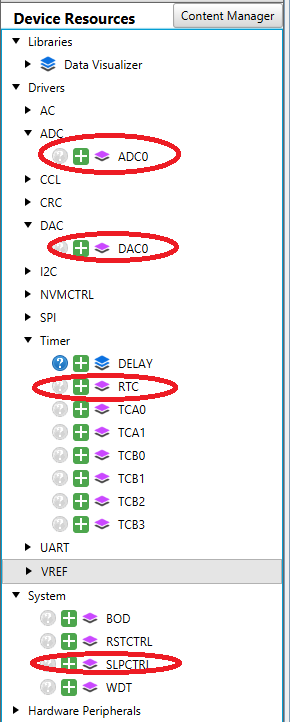 Device Resources Content Manager
Libraries
Data Visualizer
Drivers
AC
ADC
? ADC0
CCL
CRC
DAC
? DAC0
I2C
NVMCTRL
SPI
Timer
? DELAY
? RTC
? TCA0
? TCA1
? TCB0
? TCB1
? TCB2
? TCB3
UART
VREF
System
? BOD
? RSTCTRL
? SLPCTRL
? WDT
Hardware Peripherals